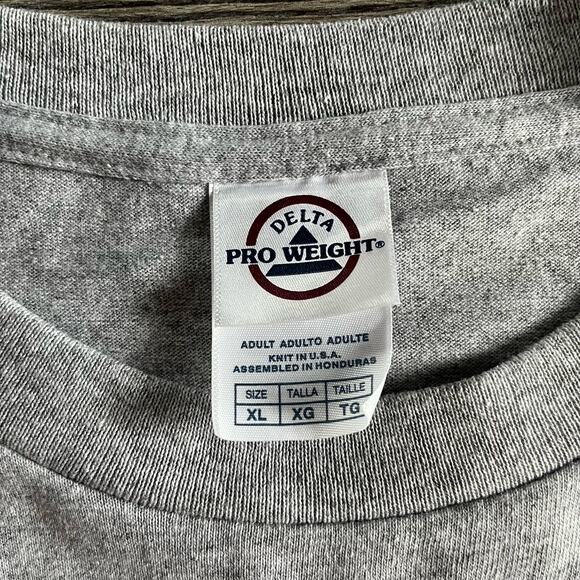 DELTA
PRO WEIGHT®
ADULT ADULTO ADULTE
KNIT IN U.S.A.
ASSEMBLED IN HONDURAS
SIZE TALLA TAILLE
XL XG TG